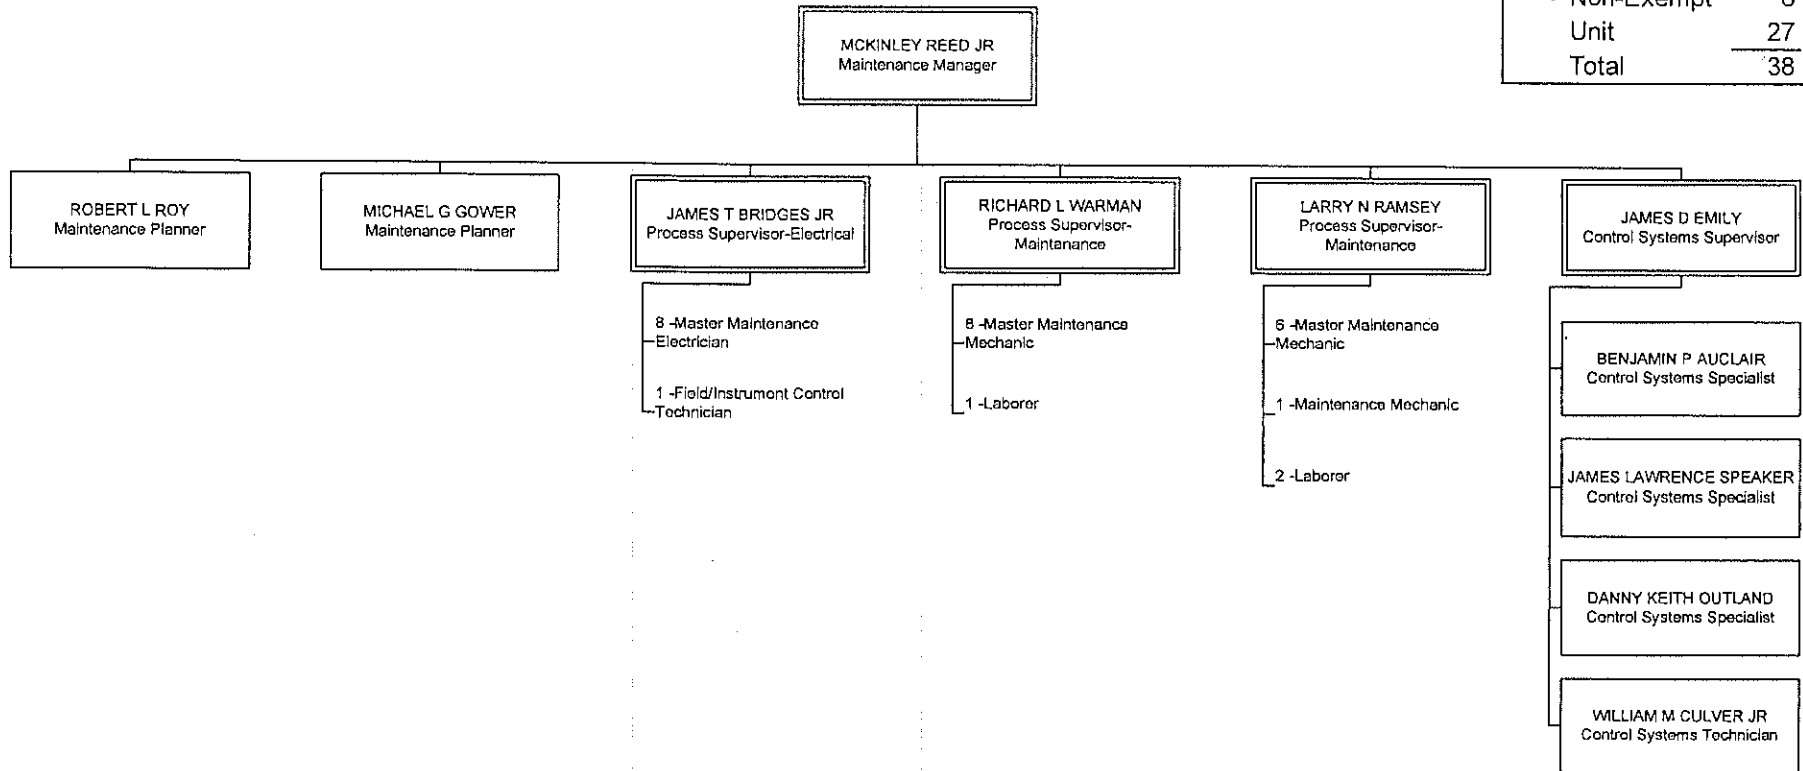 Non-Exempt
Unit 27
Total 38
MCKINLEY REED JR
Maintenance Manager
ROBERT L ROY
Maintenance Planner
MICHAEL G GOWER
Maintenance Planner
JAMES T BRIDGES JR
Process Supervisor-Electrical
RICHARD L WARMAN
Process Supervisor-
Maintenance
LARRY N RAMSEY
Process Supervisor-
Maintenance
JAMES D EMILY
Control Systems Supervisor
8 -Master Maintenance
Electrician
1 -Field/Instrument Control
Technician
8 -Master Maintenance
Mechanic
1 -Laborer
6 -Master Maintenance
Mechanic
1 -Maintenance Mechanic
2 -Laborer
BENJAMIN P AUCLAIR
Control Systems Specialist
JAMES LAWRENCE SPEAKER
Control Systems Specialist
DANNY KEITH OUTLAND
Control Systems Specialist
WILLIAM M CULVER JR
Control Systems Technician